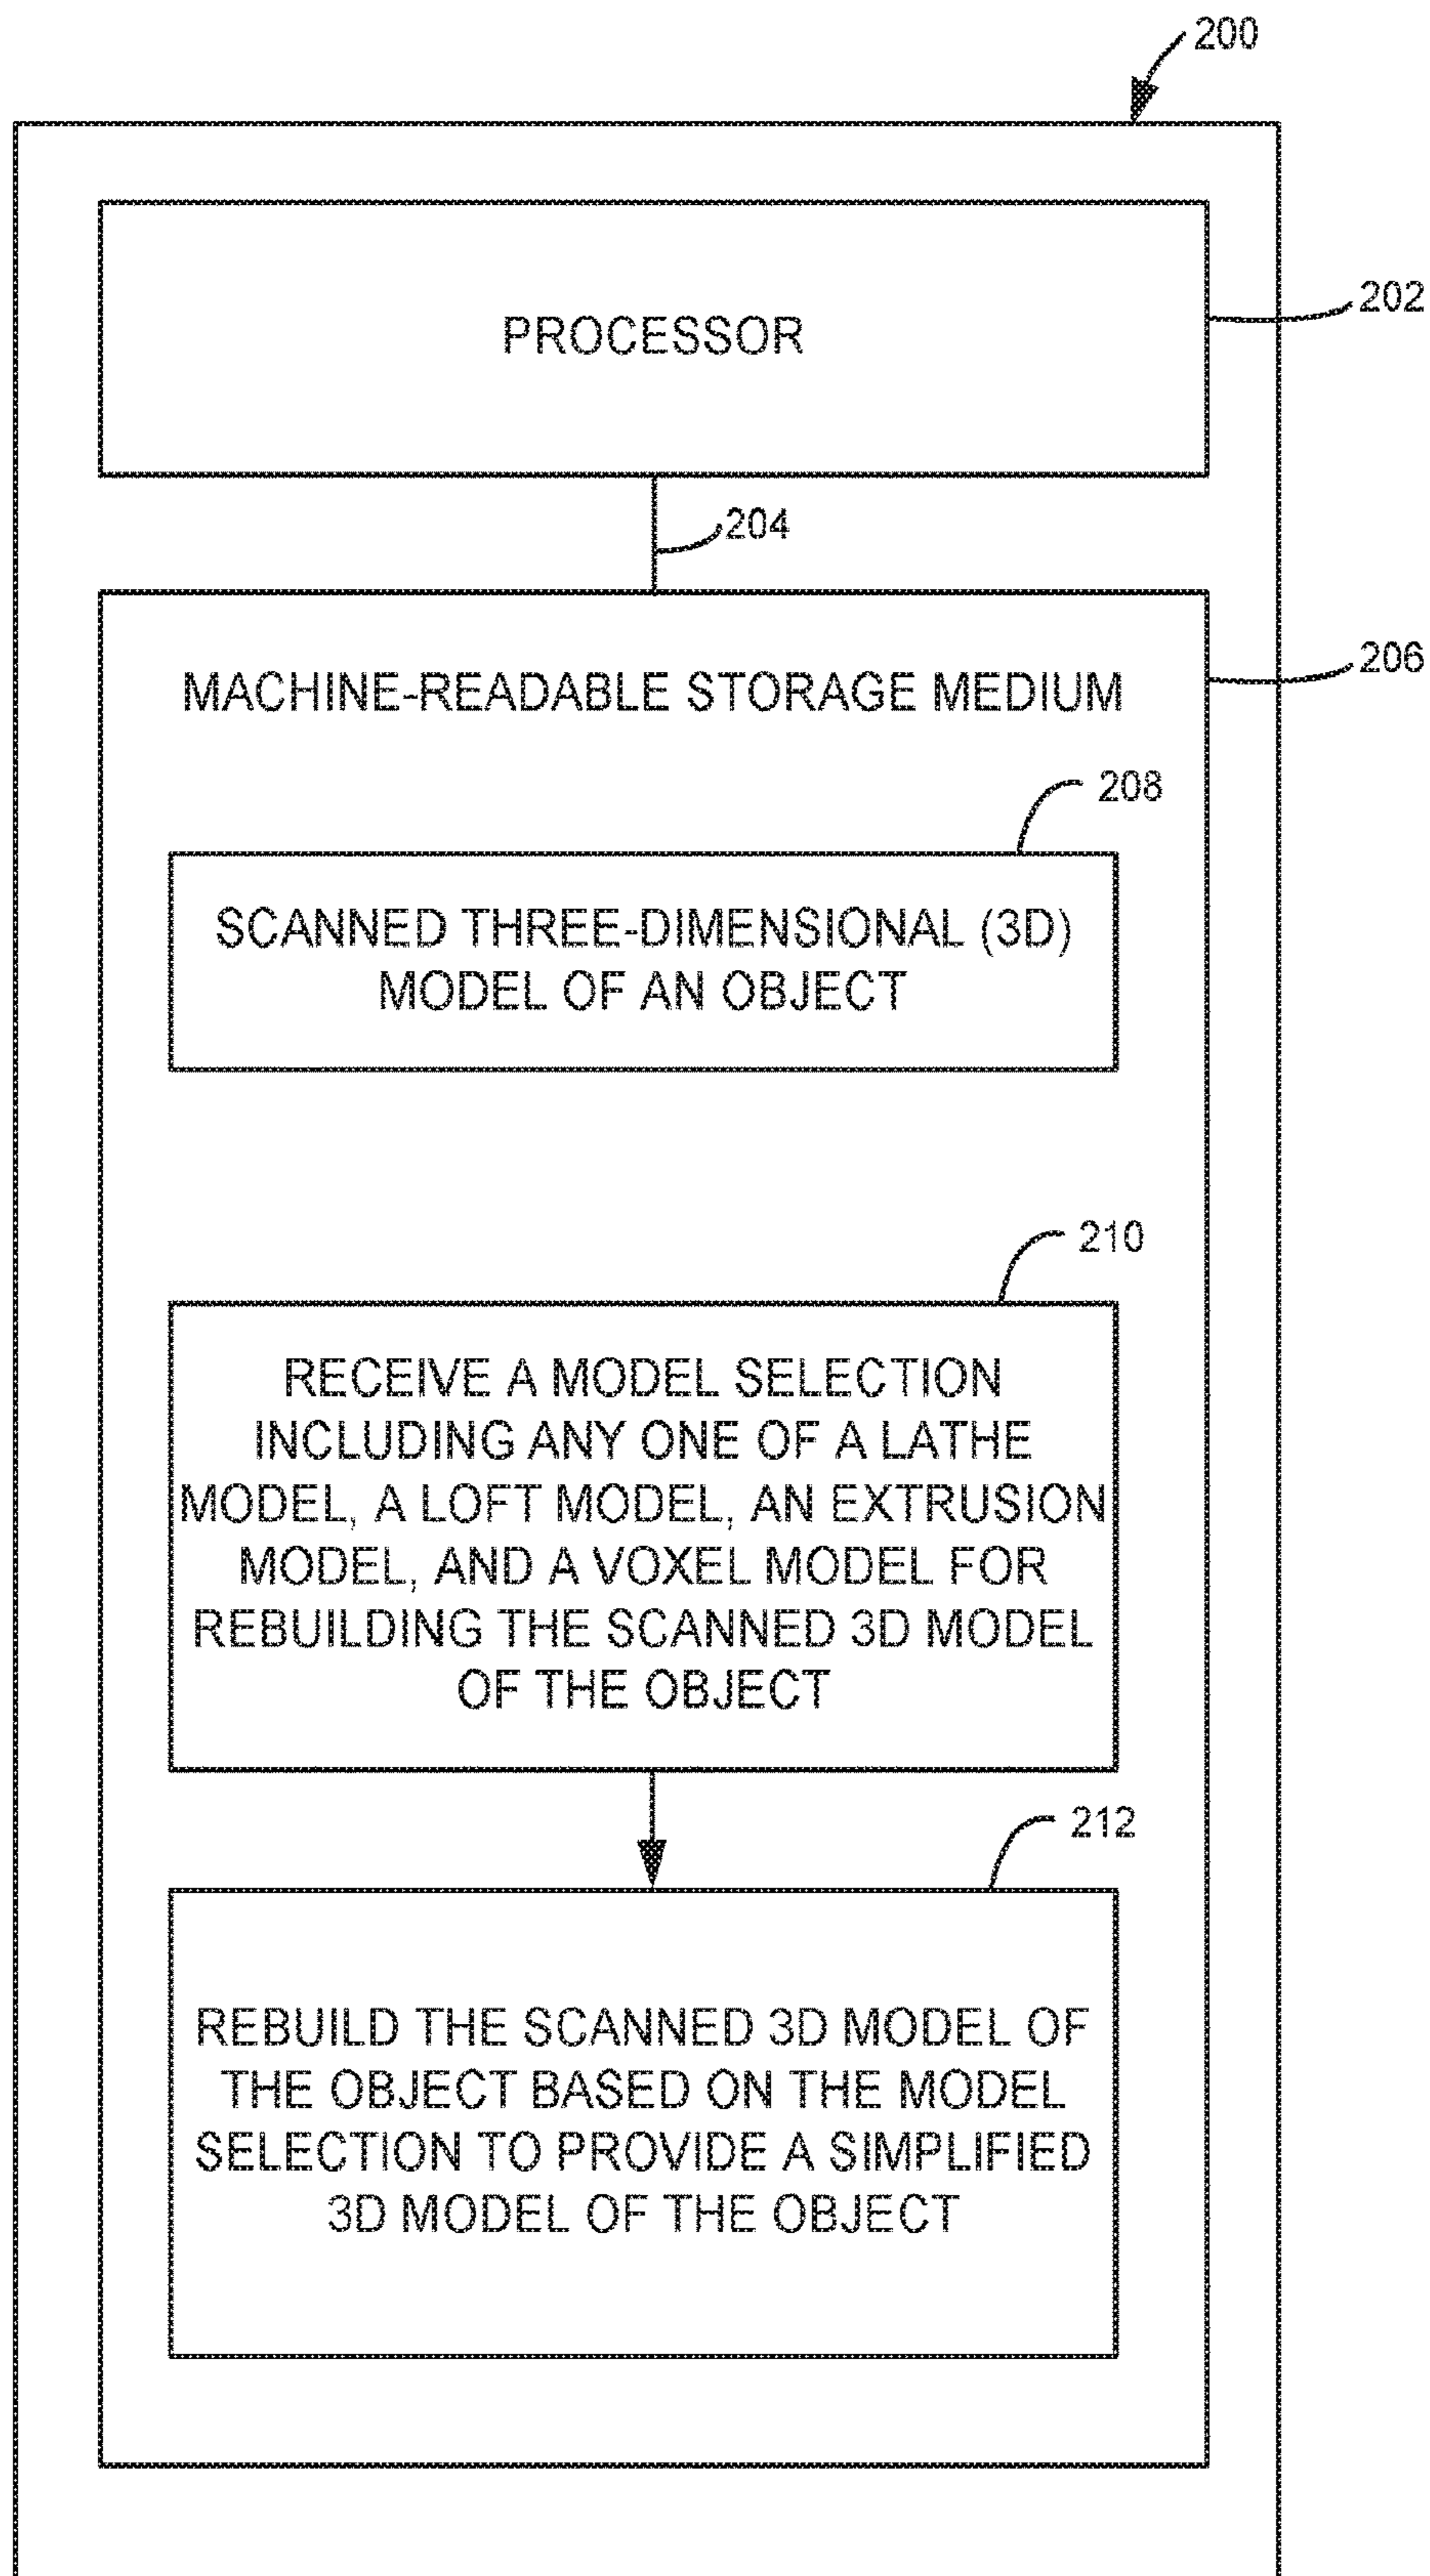 200
PROCESSOR
202
204
MACHINE-READABLE STORAGE MEDIUM
206
208
SCANNED THREE-DIMENSIONAL (3D)
MODEL OF AN OBJECT
210
RECEIVE A MODEL SELECTION
INCLUDING ANY ONE OF A LATHE
MODEL, A LOFT MODEL, AN EXTRUSION
MODEL, AND A VOXEL MODEL FOR
REBUILDING THE SCANNED 3D MODEL
OF THE OBJECT
212
REBUILD THE SCANNED 3D MODEL OF
THE OBJECT BASED ON THE MODEL
SELECTION TO PROVIDE A SIMPLIFIED
3D MODEL OF THE OBJECT